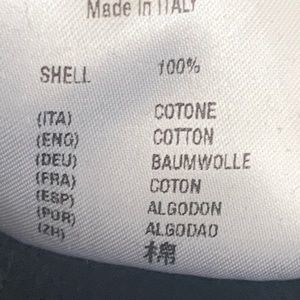 Made in ITALY
SHELL 100%
(ITA) COTONE
(ENG) COTTON
(DEU) BAUMWOLLE
(FRA) COTON
(ESP) ALGODON
(POR) ALGODAO
(ZH) 棉